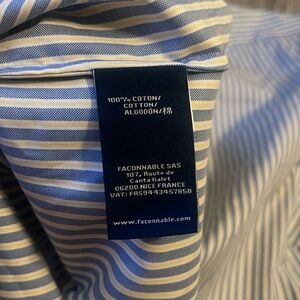 100% COTON/
COTTON/
ALGODÓN/棉
FACONNABLE SAS
107, Route de
Canta Galet
06200 NICE FRANCE
VAT: FR59443457850
www.faconnable.com